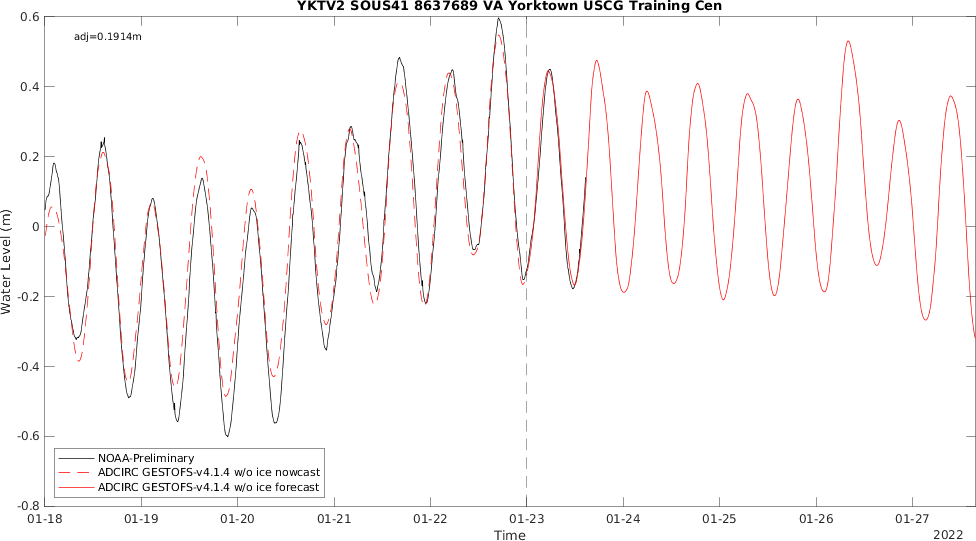 YKTV2 SOUS41 8637689 VA Yorktown USCG Training Cen
adj=0.1914m
0.6
0.4
0.2
0
-0.2
-0.4
-0.6
-0.8
Water Level (m)
NOAA-Preliminary
ADCIRC GESTOFS-v4.1.4 w/o ice nowcast
ADCIRC GESTOFS-v4.1.4 w/o ice forecast
01-18 01-19 01-20 01-21 01-22 01-23 01-24 01-25 01-26 01-27
Time
2022